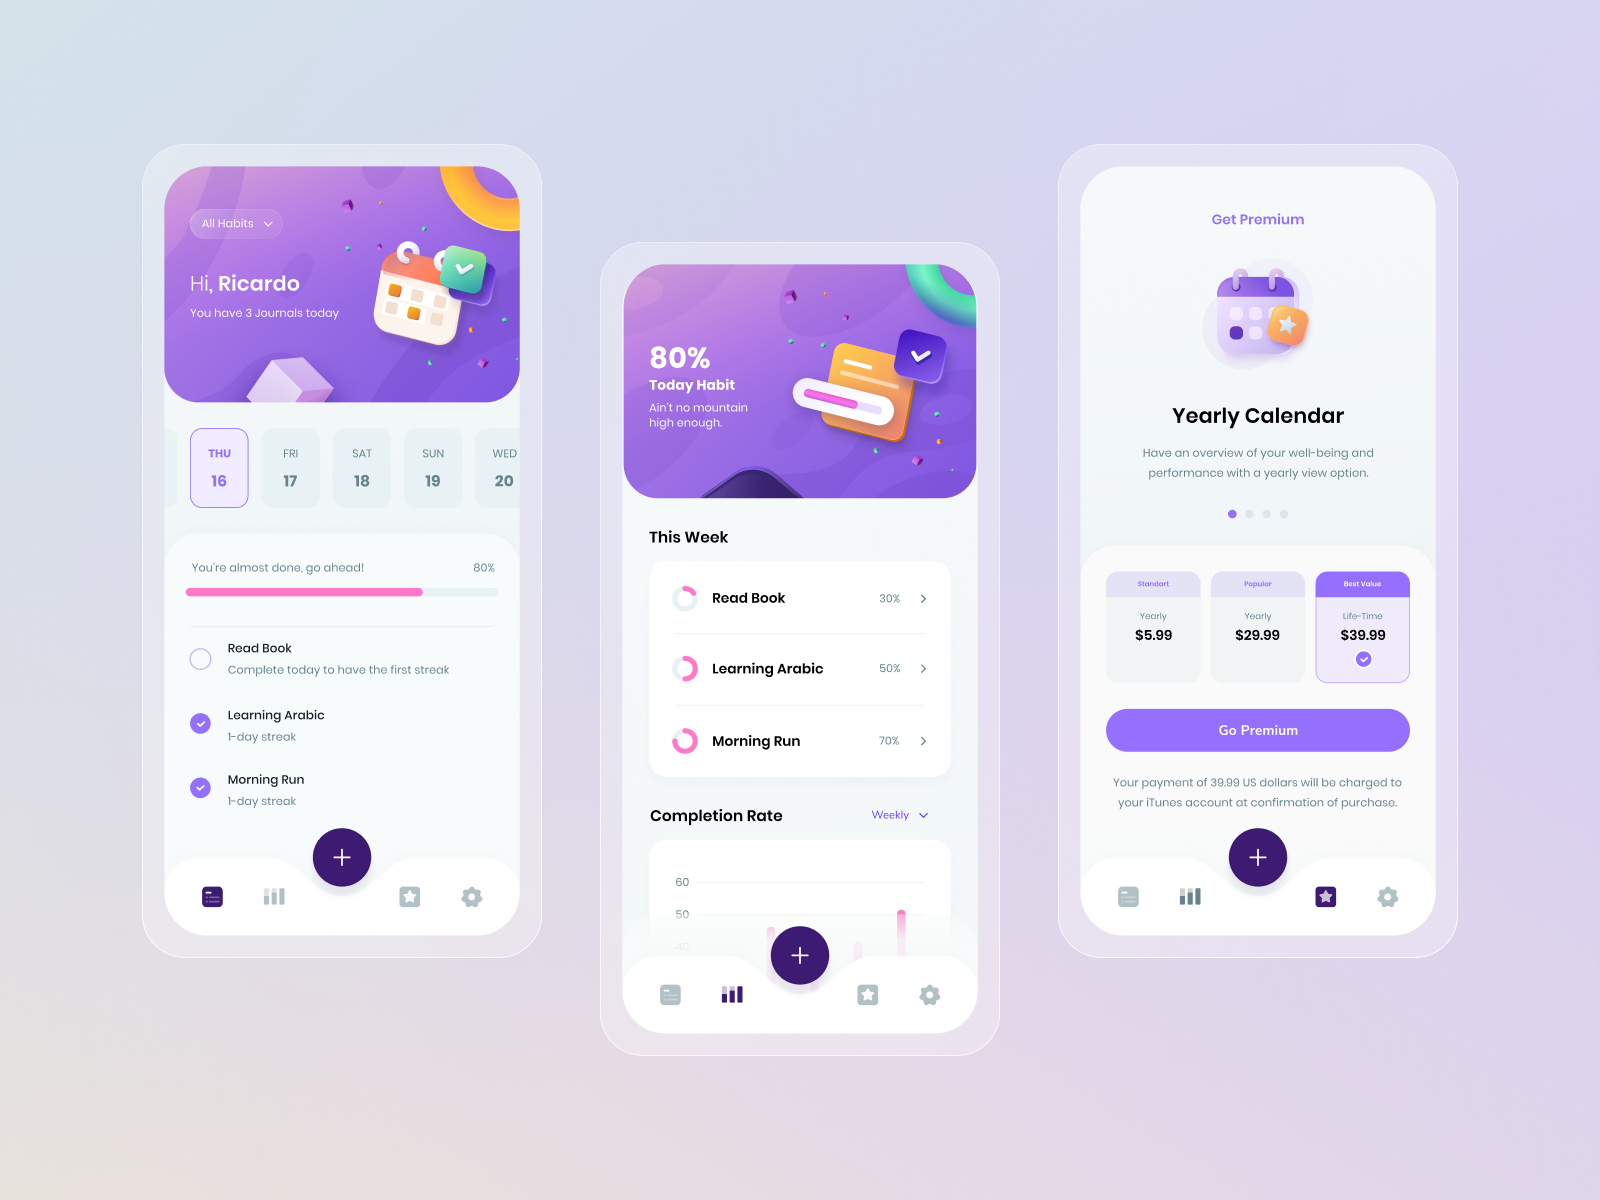 All Habits
Hi, Ricardo
You have 3 Journals today
THU
16
FRI
17
SAT
18
SUN
19
WED
20
You're almost done, go ahead!
80%
Read Book
Complete today to have the first streak
Learning Arabic
1-day streak
Morning Run
1-day streak
80%
Today Habit
Ain't no mountain
high enough.
This Week
Read Book
30%
Learning Arabic
50%
Morning Run
70%
Completion Rate
Weekly
60
50
40
Get Premium
Yearly Calendar
Have an overview of your well-being and
performance with a yearly view option.
Standart
Yearly
$5.99
Popular
Yearly
$29.99
Best Value
Life-Time
$39.99
Go Premium
Your payment of 39.99 US dollars will be charged to
your iTunes account at confirmation of purchase.